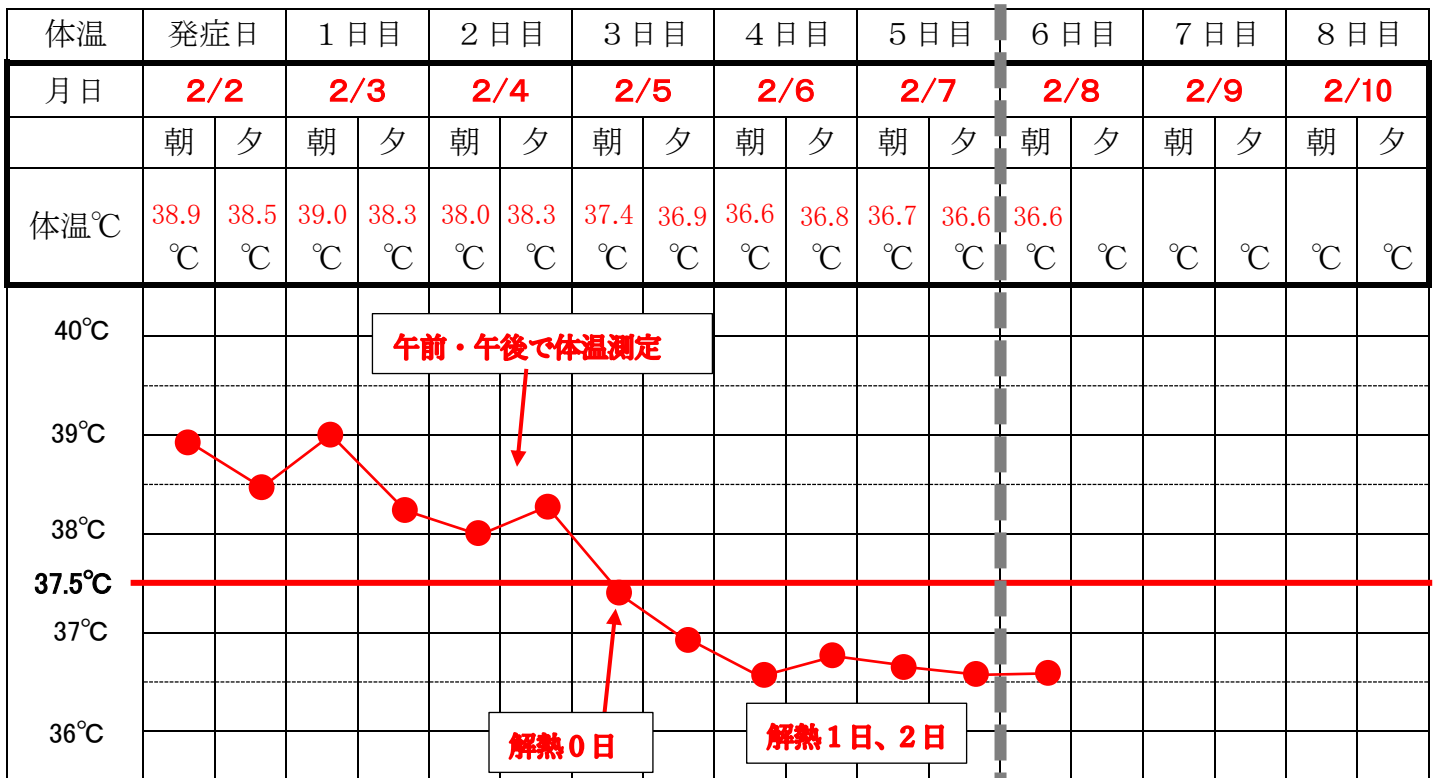 体温 発症日 １日目 ２日目 ３日目 ４日目 ５日目 ６日目 ７日目 ８日目
月日 2/2 2/3 2/4 2/5 2/6 2/7 2/8 2/9 2/10
朝 夕 朝 夕 朝 夕 朝 夕 朝 夕 朝 夕 朝 夕 朝 夕 朝 夕
体温℃ 38.9 38.5 39.0 38.3 38.0 38.3 37.4 36.9 36.6 36.8 36.7 36.6 36.6
℃ ℃ ℃ ℃ ℃ ℃ ℃ ℃ ℃ ℃ ℃ ℃ ℃ ℃ ℃ ℃ ℃ ℃
40℃
午前・午後で体温測定
39℃
38℃
37.5℃
37℃
36℃
解熱０日
解熱１日、２日